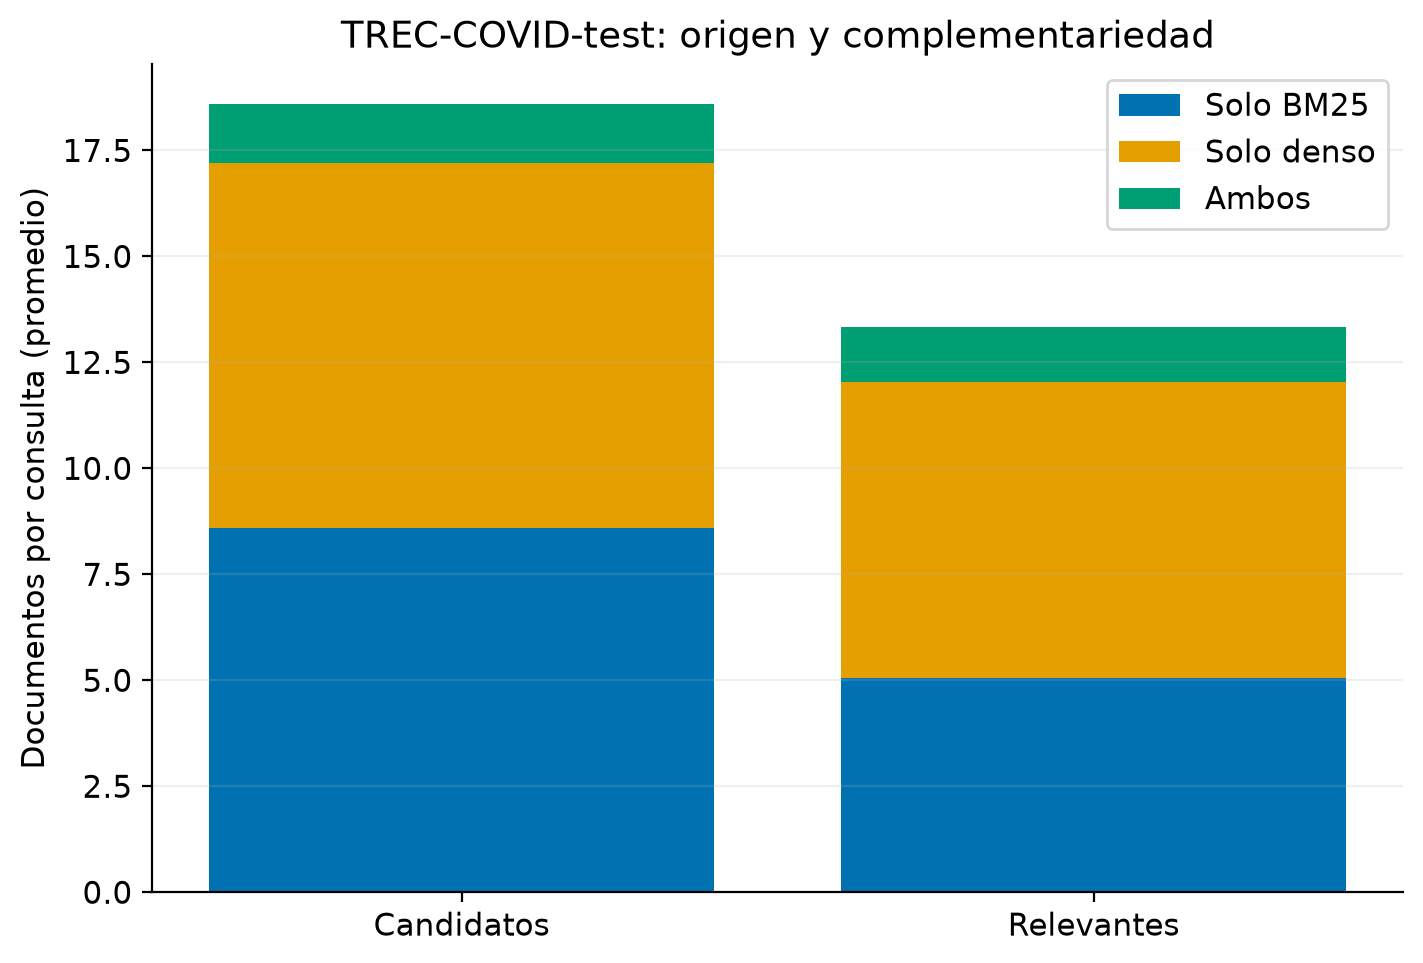 TREC-COVID-test: origen y complementariedad
Solo BM25
Solo denso
Ambos
Documentos por consulta (promedio)
17.5
15.0
12.5
10.0
7.5
5.0
2.5
0.0
Candidatos
Relevantes